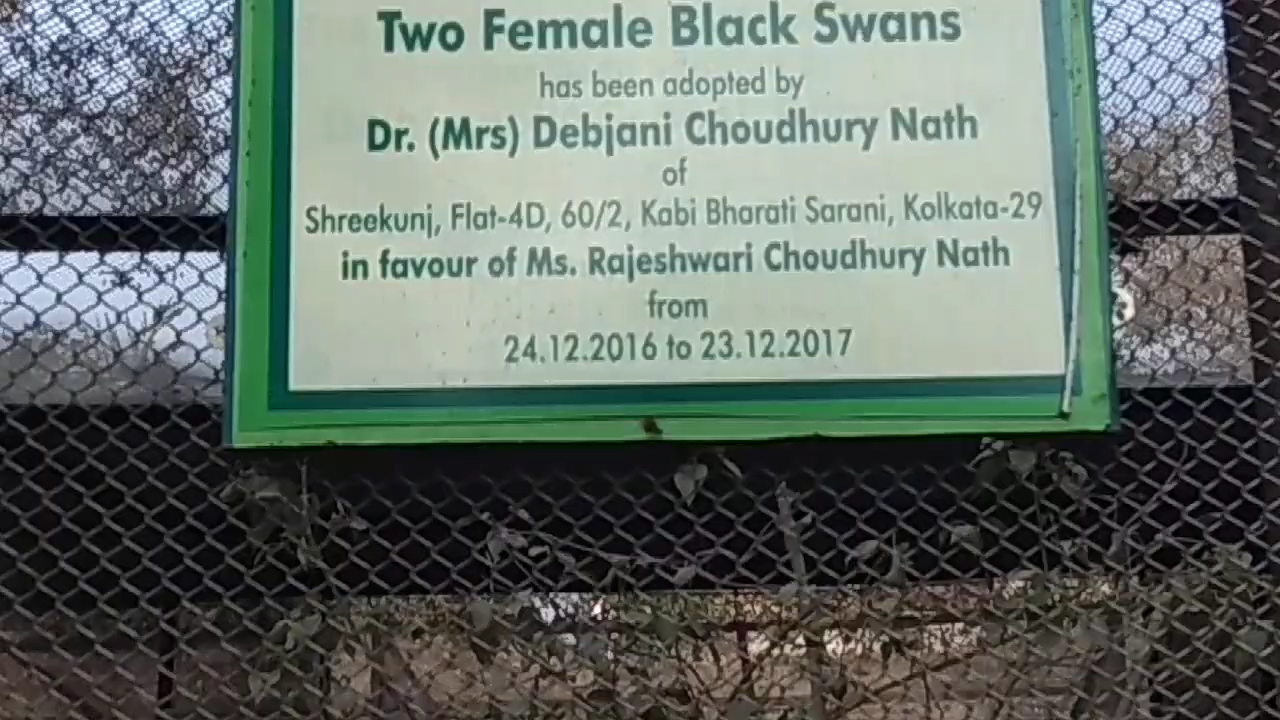 Two Female Black Swans
has been adopted by
Dr. (Mrs) Debjani Choudhury Nath
of
Shreekunj, Flat-4D, 60/2, Kabi Bharati Sarani, Kolkata-29
in favour of Ms. Rajeshwari Choudhury Nath
from
24.12.2016 to 23.12.2017